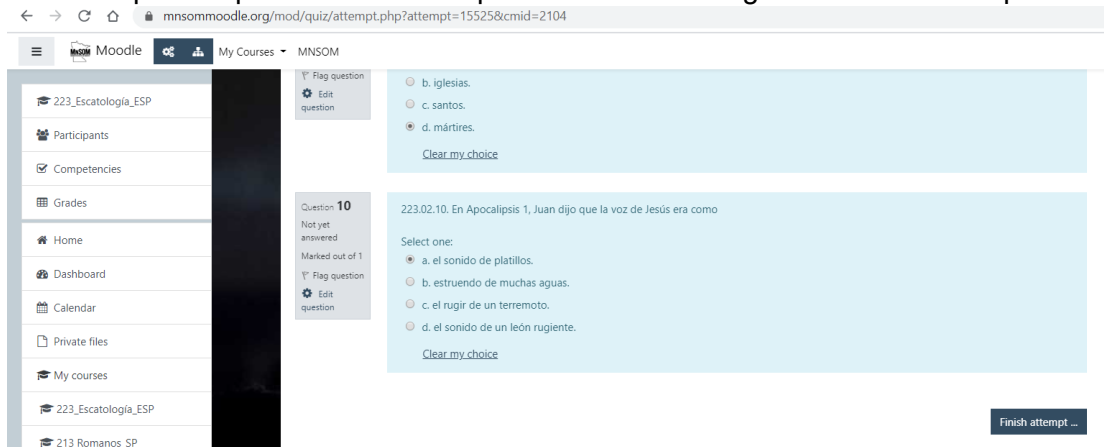 mnsommoodle.org/mod/quiz/attempt.php?attempt=15525&cmid=2104
MNSOM Moodle My Courses MNSOM
223_Escatología_ESP
Participants
Competencies
Grades
Home
Dashboard
Calendar
Private files
My courses
223_Escatología_ESP
213 Romanos SP
Flag question
Edit
question
b. iglesias.
c. santos.
d. mártires.
Clear my choice
Question 10
Not yet
answered
Marked out of 1
Flag question
Edit
question
223.02.10. En Apocalipsis 1, Juan dijo que la voz de Jesús era como
Select one:
a. el sonido de platillos.
b. estruendo de muchas aguas.
c. el rugir de un terremoto.
d. el sonido de un león rugiente.
Clear my choice
Finish attempt ...